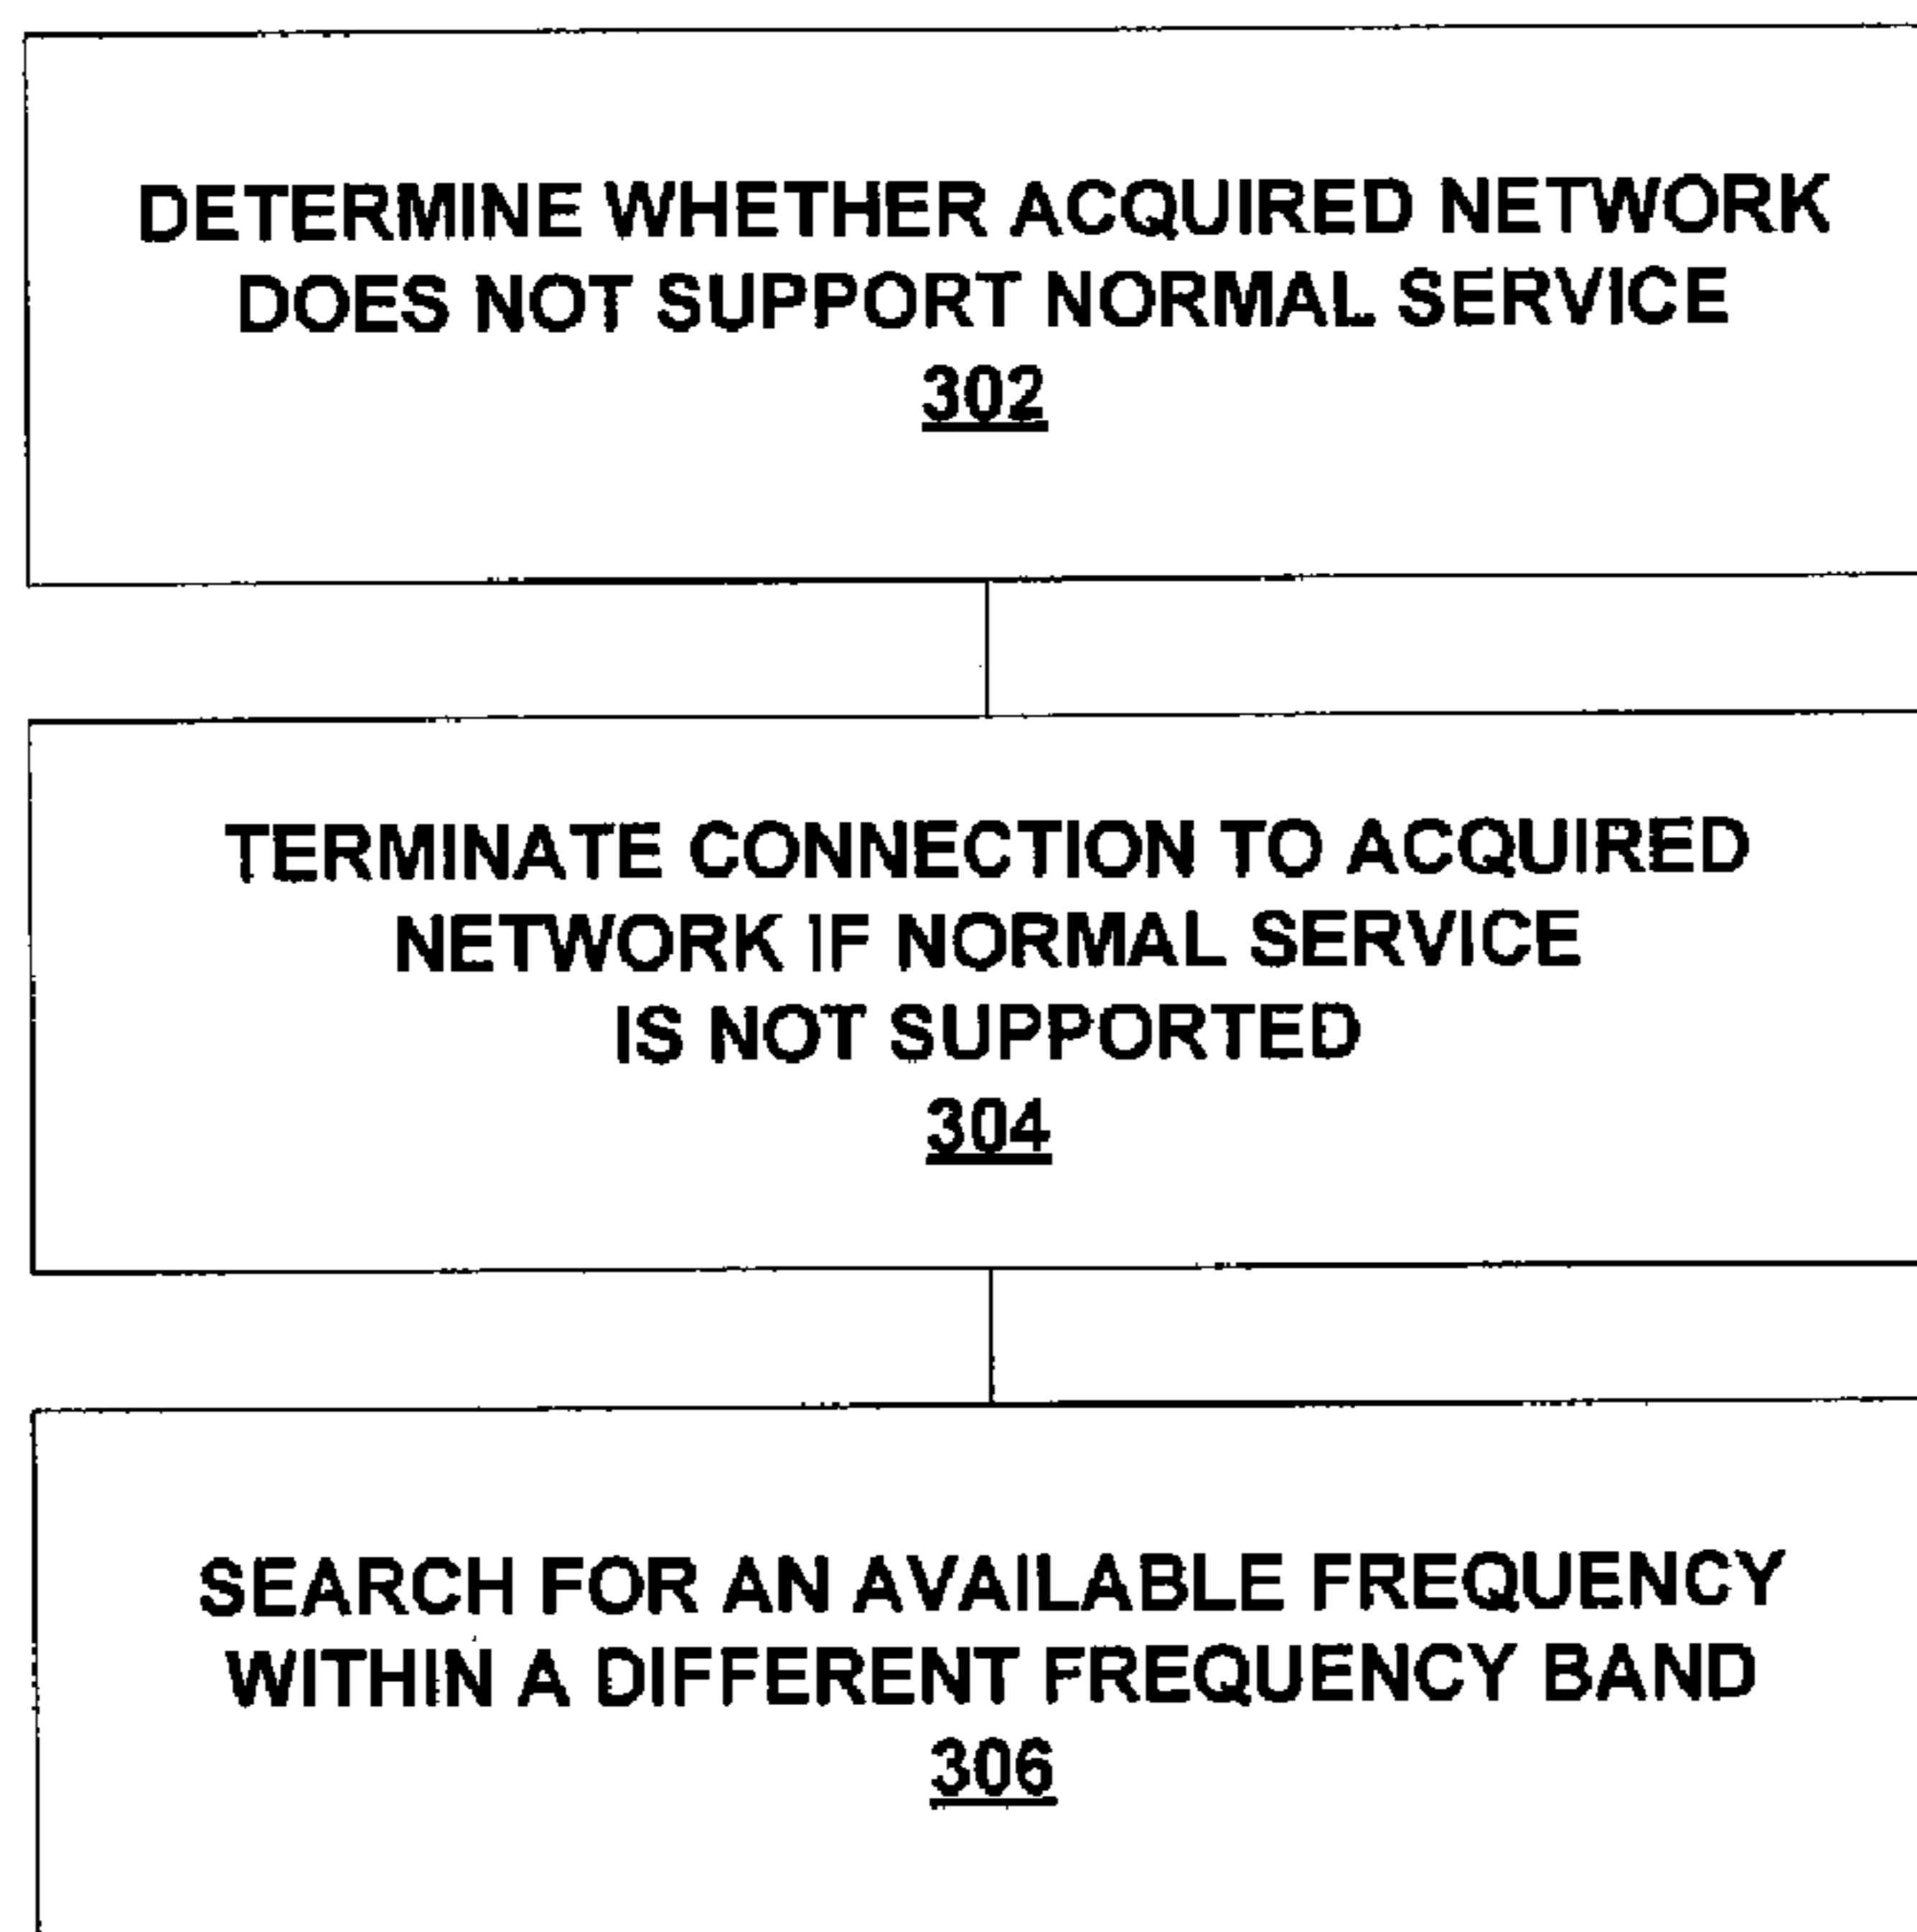 DETERMINE WHETHER ACQUIRED NETWORK
DOES NOT SUPPORT NORMAL SERVICE
302
TERMINATE CONNECTION TO ACQUIRED
NETWORK IF NORMAL SERVICE
IS NOT SUPPORTED
304
SEARCH FOR AN AVAILABLE FREQUENCY
WITHIN A DIFFERENT FREQUENCY BAND
306